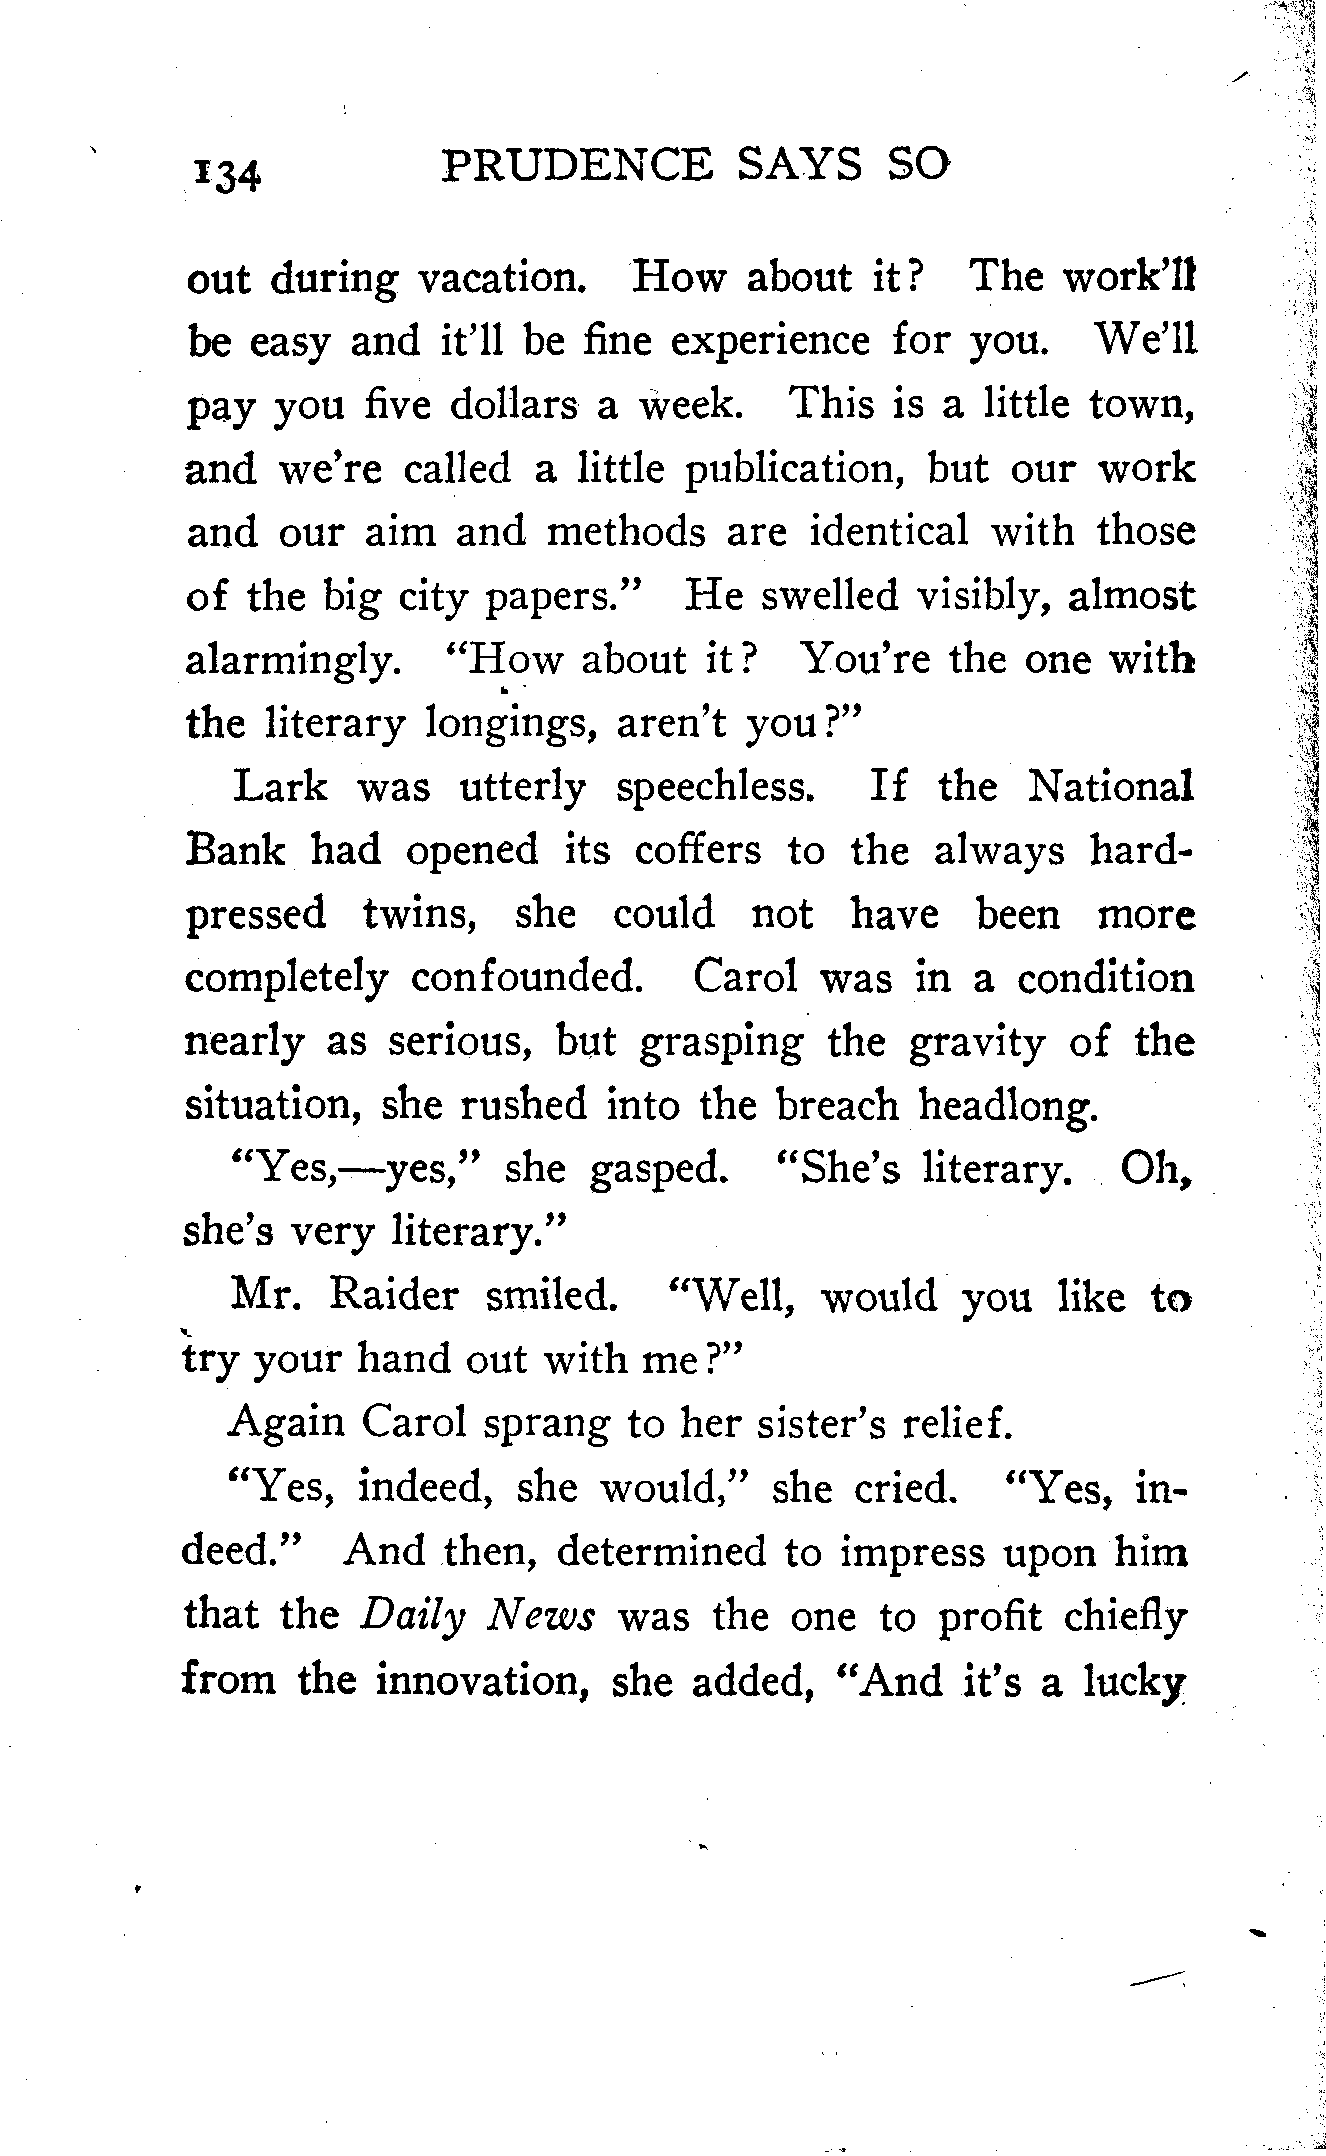 134 PRUDENCE SAYS SO
out during vacation. How about it? The work'll
be easy and it'll be fine experience for you. We'll
pay you five dollars a week. This is a little town,
and we're called a little publication, but our work
and our aim and methods are identical with those
of the big city papers." He swelled visibly, almost
alarmingly. "How about it? You're the one with
the literary longings, aren't you?"
Lark was utterly speechless. If the National
Bank had opened its coffers to the always hard-
pressed twins, she could not have been more
completely confounded. Carol was in a condition
nearly as serious, but grasping the gravity of the
situation, she rushed into the breach headlong.
"Yes,—yes," she gasped. "She's literary. Oh,
she's very literary."
Mr. Raider smiled. "Well, would you like to
try your hand out with me?"
Again Carol sprang to her sister's relief.
"Yes, indeed, she would," she cried. "Yes, in-
deed." And then, determined to impress upon him
that the Daily News was the one to profit chiefly
from the innovation, she added, "And it's a lucky